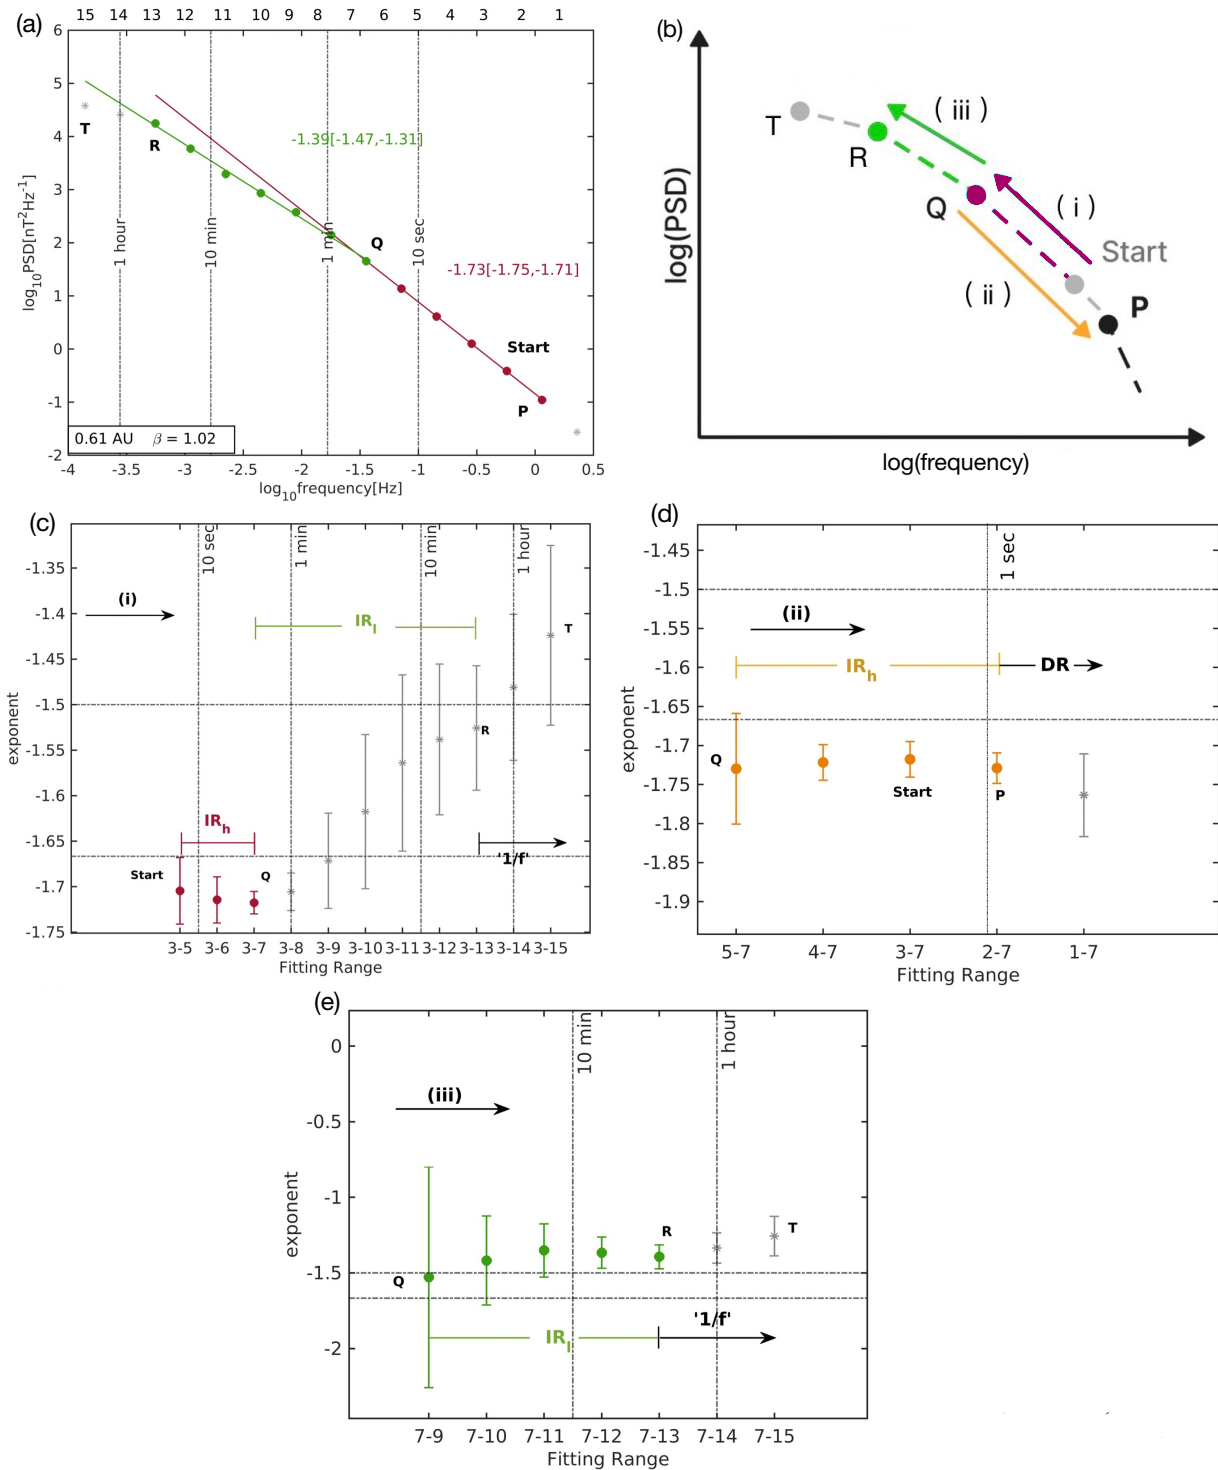 (a)
15 14 13 12 11 10 9 8 7 6 5 4 3 2 1
6
5
4
3
2
1
0
-1
-2
log10PSD[nT2Hz-1]
T
R
Q
Start
P
-1.39[-1.47,-1.31]
-1.73[-1.75,-1.71]
1 hour
10 min
1 min
10 sec
0.61 AU β = 1.02
-4 -3.5 -3 -2.5 -2 -1.5 -1 -0.5 0 0.5
log10frequency[Hz]
(b)
log(PSD)
T
R
Q
Start
P
(iii)
(i)
(ii)
log(frequency)
(c)
-1.35
-1.4
-1.45
-1.5
-1.55
-1.6
-1.65
-1.7
-1.75
exponent
10 sec
1 min
10 min
1 hour
(i)
IRl
T
R
IRh
'1/f'
Start
Q
3-5 3-6 3-7 3-8 3-9 3-10 3-11 3-12 3-13 3-14 3-15
Fitting Range
(d)
-1.45
-1.5
-1.55
-1.6
-1.65
-1.7
-1.75
-1.8
-1.85
-1.9
exponent
1 sec
(ii)
IRh
DR
Q
Start
P
5-7 4-7 3-7 2-7 1-7
Fitting Range
(e)
0
-0.5
-1
-1.5
-2
exponent
10 min
1 hour
(iii)
R
T
Q
'1/f'
IRl
7-9 7-10 7-11 7-12 7-13 7-14 7-15
Fitting Range